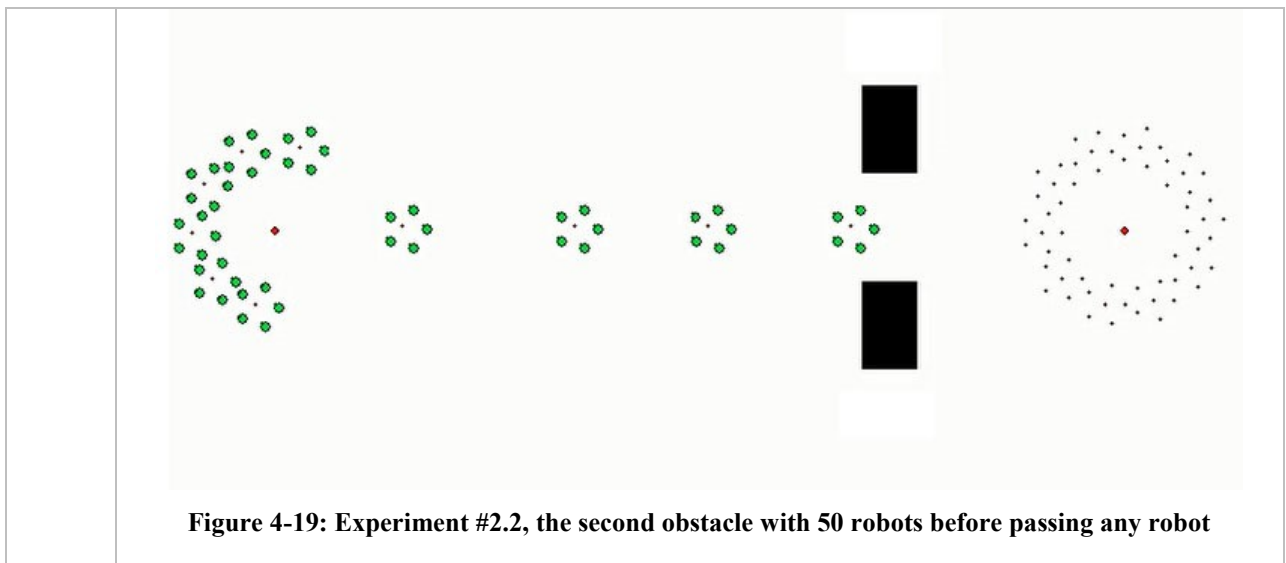 Figure 4-19: Experiment #2.2, the second obstacle with 50 robots before passing any robot